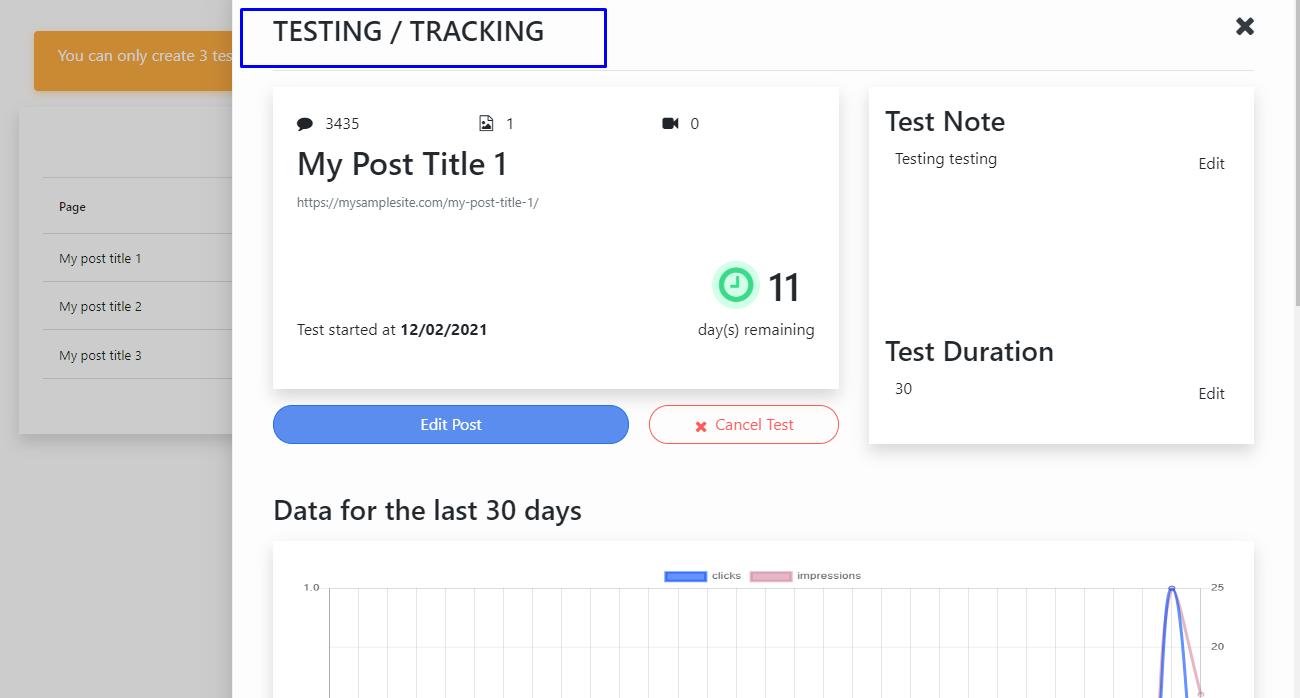 You can only create 3 tes
Page
My post title 1
My post title 2
My post title 3
TESTING / TRACKING
3435
1
0
My Post Title 1
https://mysamplesite.com/my-post-title-1/
11
Test started at 12/02/2021
day(s) remaining
Edit Post
Cancel Test
Test Note
Testing testing
Edit
Test Duration
30
Edit
Data for the last 30 days
clicks
impressions
1.0
25
20